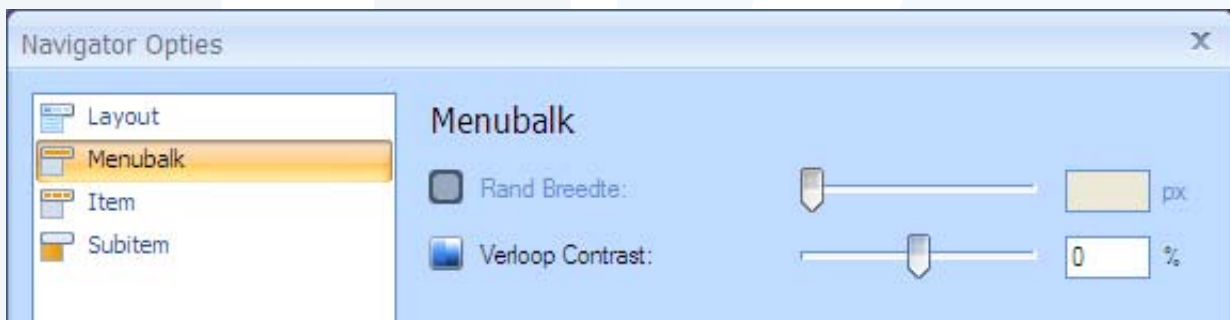 Navigator Opties
Layout
Menubalk
Item
Subitem
Menubalk
Rand Breedte:
px
Verloop Contrast:
0
%